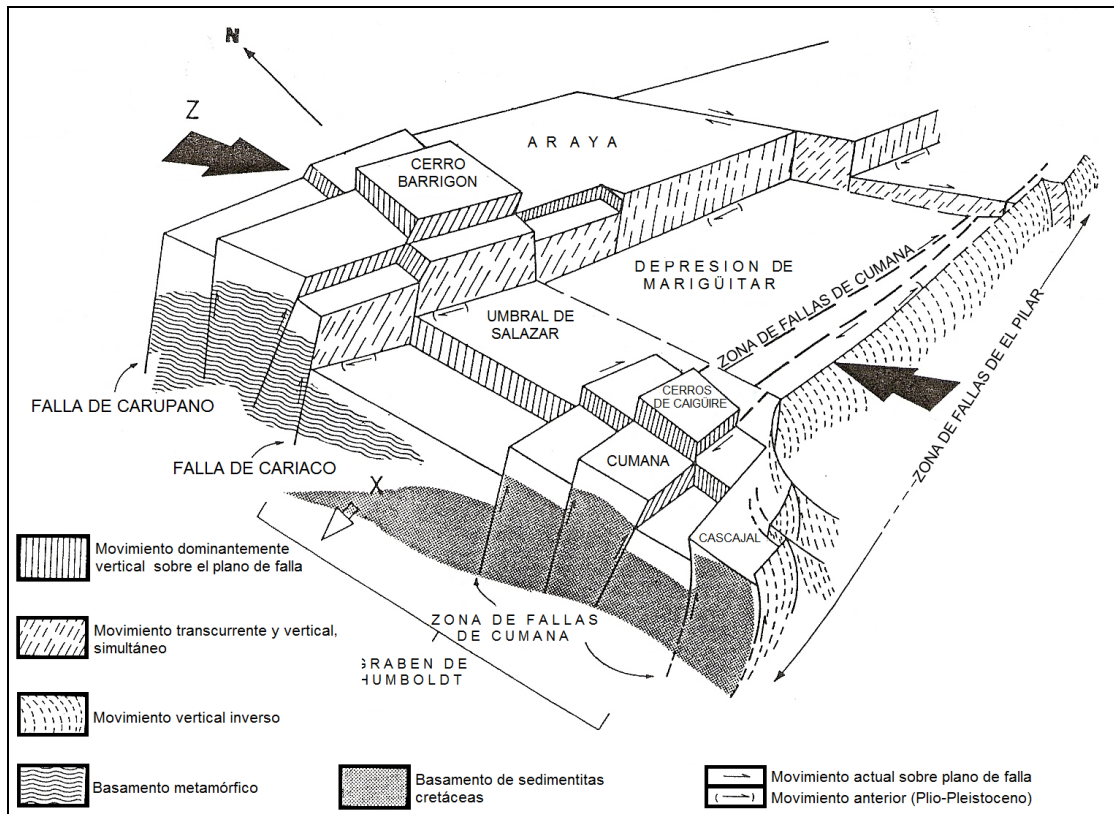 N
Z
A R A Y A
CERRO
BARRIGON
DEPRESION DE
MARIGÜITAR
ZONA DE FALLAS DE CUMANA
UMBRAL DE
SALAZAR
ZONA DE FALLAS DE EL PILAR
CERROS
DE CAIGÜIRE
FALLA DE CARUPANO
CUMANA
FALLA DE CARIACO
X
CASCAJAL
ZONA DE FALLAS
DE CUMANA
GRABEN DE
HUMBOLDT
Movimiento dominantemente
vertical sobre el plano de falla
Movimiento transcurrente y vertical,
simultáneo
Movimiento vertical inverso
Basamento metamórfico
Basamento de sedimentitas
cretáceas
Movimiento actual sobre plano de falla
Movimiento anterior (Plio-Pleistoceno)